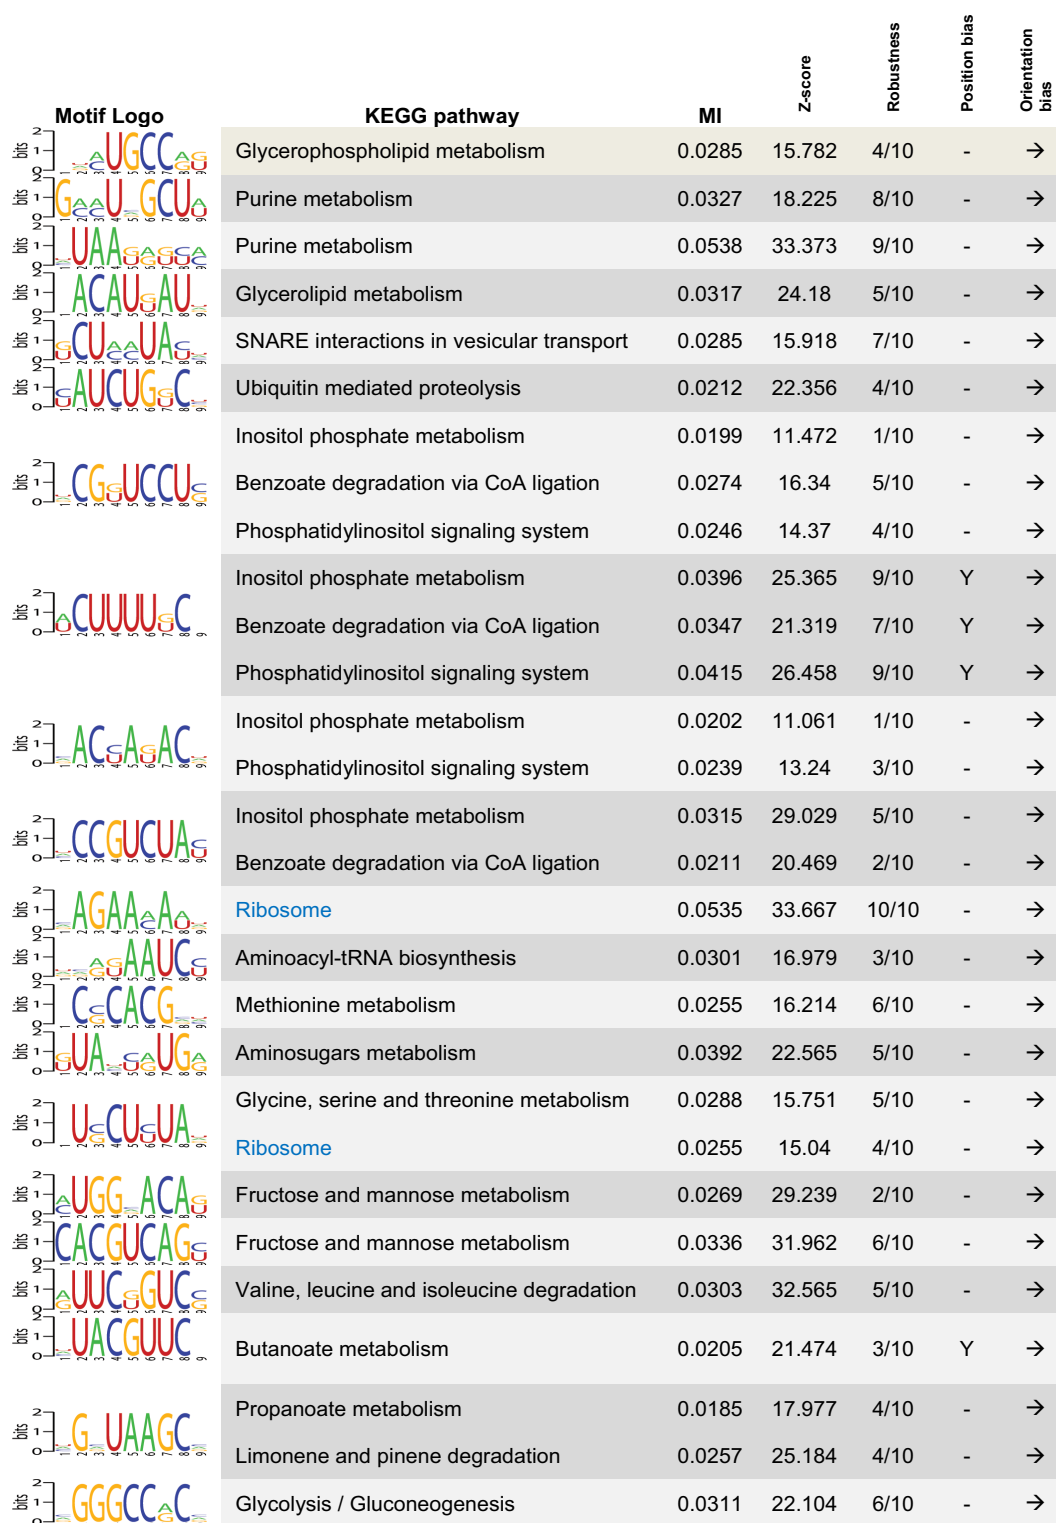 Motif Logo KEGG pathway MI Z-score Robustness Position bias Orientation bias
Glycerophospholipid metabolism 0.0285 15.782 4/10 - →
Purine metabolism 0.0327 18.225 8/10 - →
Purine metabolism 0.0538 33.373 9/10 - →
Glycerolipid metabolism 0.0317 24.18 5/10 - →
SNARE interactions in vesicular transport 0.0285 15.918 7/10 - →
Ubiquitin mediated proteolysis 0.0212 22.356 4/10 - →
Inositol phosphate metabolism 0.0199 11.472 1/10 - →
Benzoate degradation via CoA ligation 0.0274 16.34 5/10 - →
Phosphatidylinositol signaling system 0.0246 14.37 4/10 - →
Inositol phosphate metabolism 0.0396 25.365 9/10 Y →
Benzoate degradation via CoA ligation 0.0347 21.319 7/10 Y →
Phosphatidylinositol signaling system 0.0415 26.458 9/10 Y →
Inositol phosphate metabolism 0.0202 11.061 1/10 - →
Phosphatidylinositol signaling system 0.0239 13.24 3/10 - →
Inositol phosphate metabolism 0.0315 29.029 5/10 - →
Benzoate degradation via CoA ligation 0.0211 20.469 2/10 - →
Ribosome 0.0535 33.667 10/10 - →
Aminoacyl-tRNA biosynthesis 0.0301 16.979 3/10 - →
Methionine metabolism 0.0255 16.214 6/10 - →
Aminosugars metabolism 0.0392 22.565 5/10 - →
Glycine, serine and threonine metabolism 0.0288 15.751 5/10 - →
Ribosome 0.0255 15.04 4/10 - →
Fructose and mannose metabolism 0.0269 29.239 2/10 - →
Fructose and mannose metabolism 0.0336 31.962 6/10 - →
Valine, leucine and isoleucine degradation 0.0303 32.565 5/10 - →
Butanoate metabolism 0.0205 21.474 3/10 Y →
Propanoate metabolism 0.0185 17.977 4/10 - →
Limonene and pinene degradation 0.0257 25.184 4/10 - →
Glycolysis / Gluconeogenesis 0.0311 22.104 6/10 - →